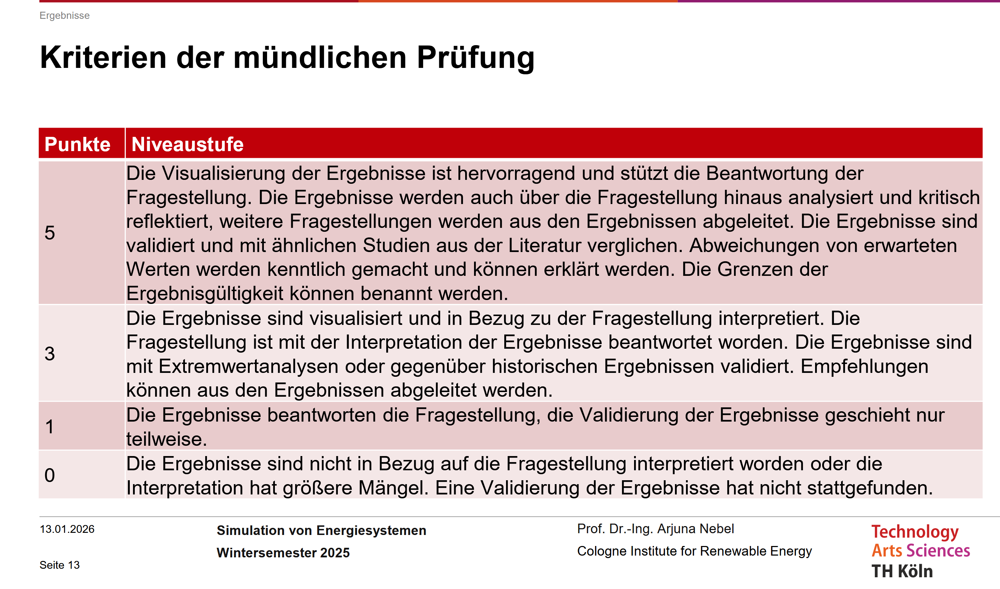 Ergebnisse
Kriterien der mündlichen Prüfung
Punkte Niveaustufe
5
Die Visualisierung der Ergebnisse ist hervorragend und stützt die Beantwortung der
Fragestellung. Die Ergebnisse werden auch über die Fragestellung hinaus analysiert und kritisch
reflektiert, weitere Fragestellungen werden aus den Ergebnissen abgeleitet. Die Ergebnisse sind
validiert und mit ähnlichen Studien aus der Literatur verglichen. Abweichungen von erwarteten
Werten werden kenntlich gemacht und können erklärt werden. Die Grenzen der
Ergebnisgültigkeit können benannt werden.
3
Die Ergebnisse sind visualisiert und in Bezug zu der Fragestellung interpretiert. Die
Fragestellung ist mit der Interpretation der Ergebnisse beantwortet worden. Die Ergebnisse sind
mit Extremwertanalysen oder gegenüber historischen Ergebnissen validiert. Empfehlungen
können aus den Ergebnissen abgeleitet werden.
1
Die Ergebnisse beantworten die Fragestellung, die Validierung der Ergebnisse geschieht nur
teilweise.
0
Die Ergebnisse sind nicht in Bezug auf die Fragestellung interpretiert worden oder die
Interpretation hat größere Mängel. Eine Validierung der Ergebnisse hat nicht stattgefunden.
13.01.2026
Seite 13
Simulation von Energiesystemen
Wintersemester 2025
Prof. Dr.-Ing. Arjuna Nebel
Cologne Institute for Renewable Energy
Technology
Arts Sciences
TH Köln